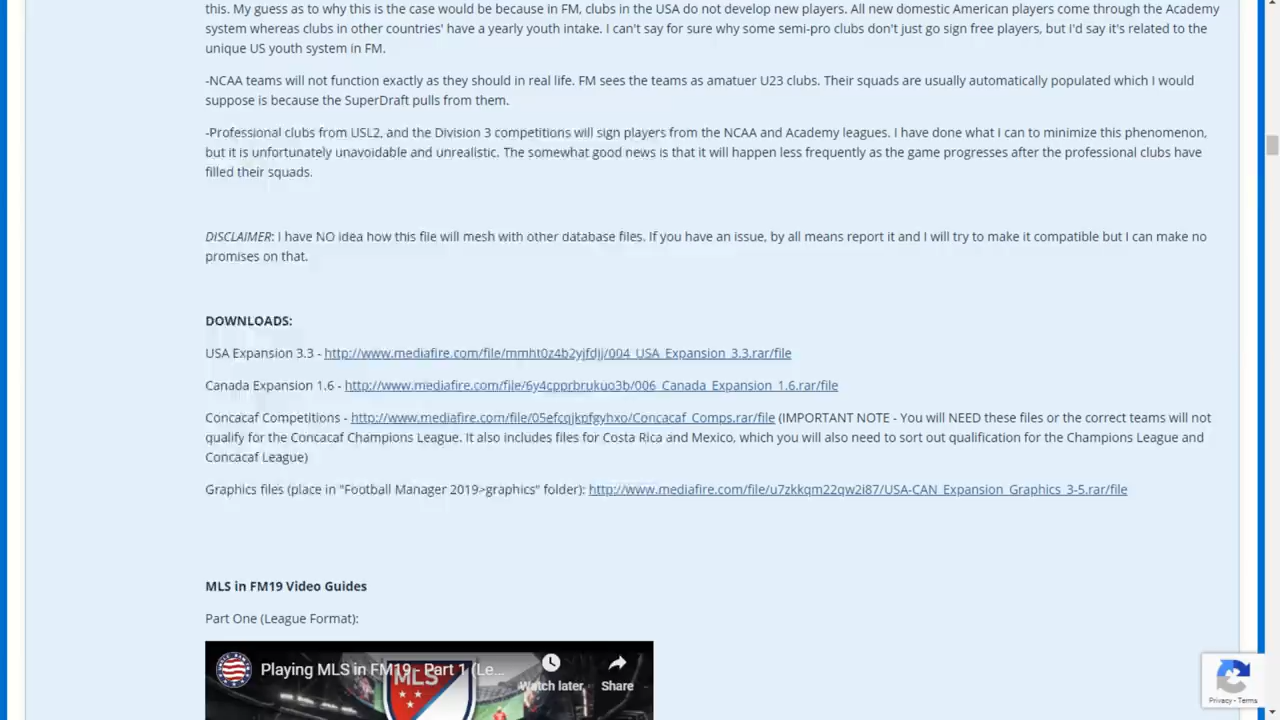 this. My guess as to why this is the case would be because in FM, clubs in the USA do not develop new players. All new domestic American players come through the Academy
system whereas clubs in other countries' have a yearly youth intake. I can't say for sure why some semi-pro clubs don't just go sign free players, but I'd say it's related to the
unique US youth system in FM.
-NCAA teams will not function exactly as they should in real life. FM sees the teams as amatuer U23 clubs. Their squads are usually automatically populated which I would
suppose is because the SuperDraft pulls from them.
-Professional clubs from USL2, and the Division 3 competitions will sign players from the NCAA and Academy leagues. I have done what I can to minimize this phenomenon,
but it is unfortunately unavoidable and unrealistic. The somewhat good news is that it will happen less frequently as the game progresses after the professional clubs have
filled their squads.
DISCLAIMER: I have NO idea how this file will mesh with other database files. If you have an issue, by all means report it and I will try to make it compatible but I can make no
promises on that.
DOWNLOADS:
USA Expansion 3.3 - http://www.mediafire.com/file/mmht0z4b2yjfdjj/004_USA_Expansion_3.3.rar/file
Canada Expansion 1.6 - http://www.mediafire.com/file/6y4cpprbrukuo3b/006_Canada_Expansion_1.6.rar/file
Concacaf Competitions - http://www.mediafire.com/file/05efcqjkpfgyhxo/Concacaf_Comps.rar/file (IMPORTANT NOTE - You will NEED these files or the correct teams will not
qualify for the Concacaf Champions League. It also includes files for Costa Rica and Mexico, which you will also need to sort out qualification for the Champions League and
Concacaf League)
Graphics files (place in "Football Manager 2019>graphics" folder): http://www.mediafire.com/file/u7zkkqm22qw2i87/USA-CAN_Expansion_Graphics_3-5.rar/file
MLS in FM19 Video Guides
Part One (League Format):
Playing MLS in FM19 - Part 1 (Le...
Watch later
Share
MLS
Privacy - Terms